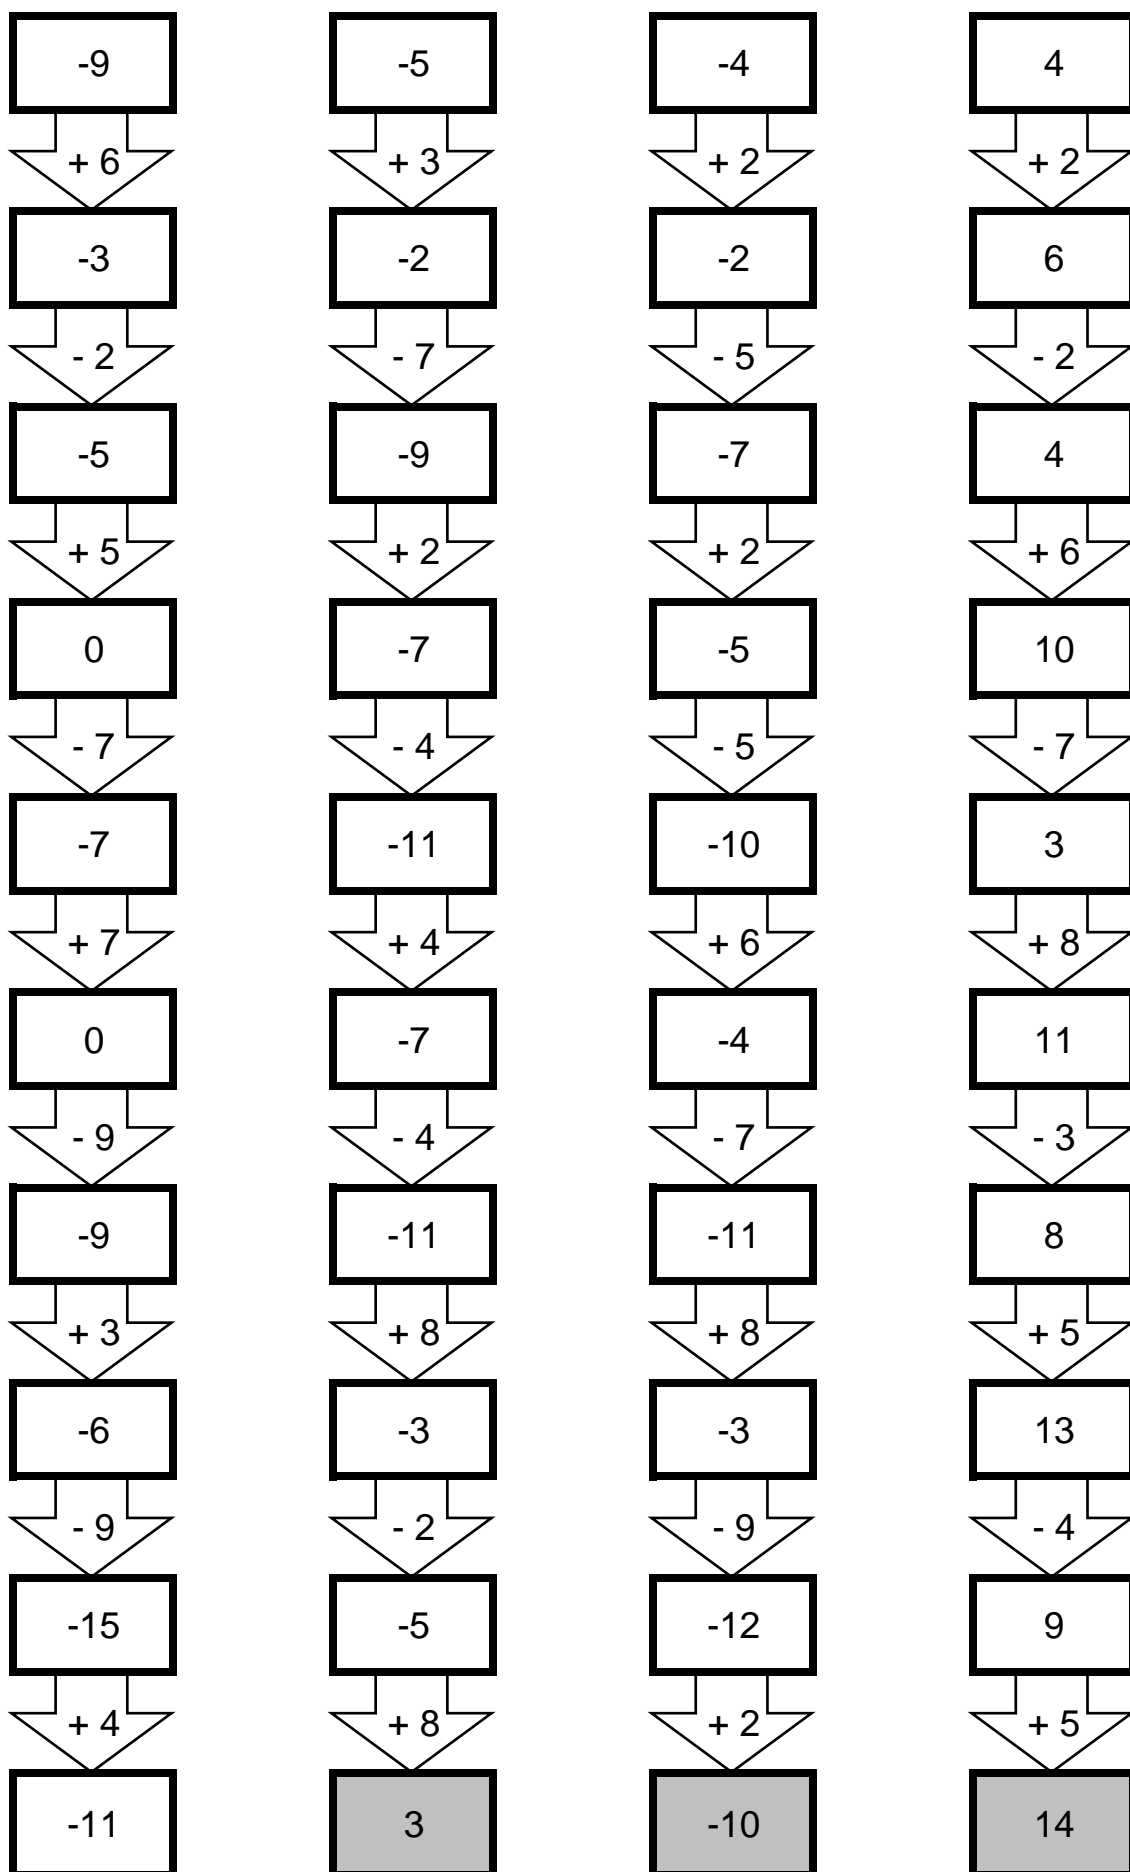 -9 -5 -4 4
+ 6 + 3 + 2 + 2
-3 -2 -2 6
- 2 - 7 - 5 - 2
-5 -9 -7 4
+ 5 + 2 + 2 + 6
0 -7 -5 10
- 7 - 4 - 5 - 7
-7 -11 -10 3
+ 7 + 4 + 6 + 8
0 -7 -4 11
- 9 - 4 - 7 - 3
-9 -11 -11 8
+ 3 + 8 + 8 + 5
-6 -3 -3 13
- 9 - 2 - 9 - 4
-15 -5 -12 9
+ 4 + 8 + 2 + 5
-11 3 -10 14